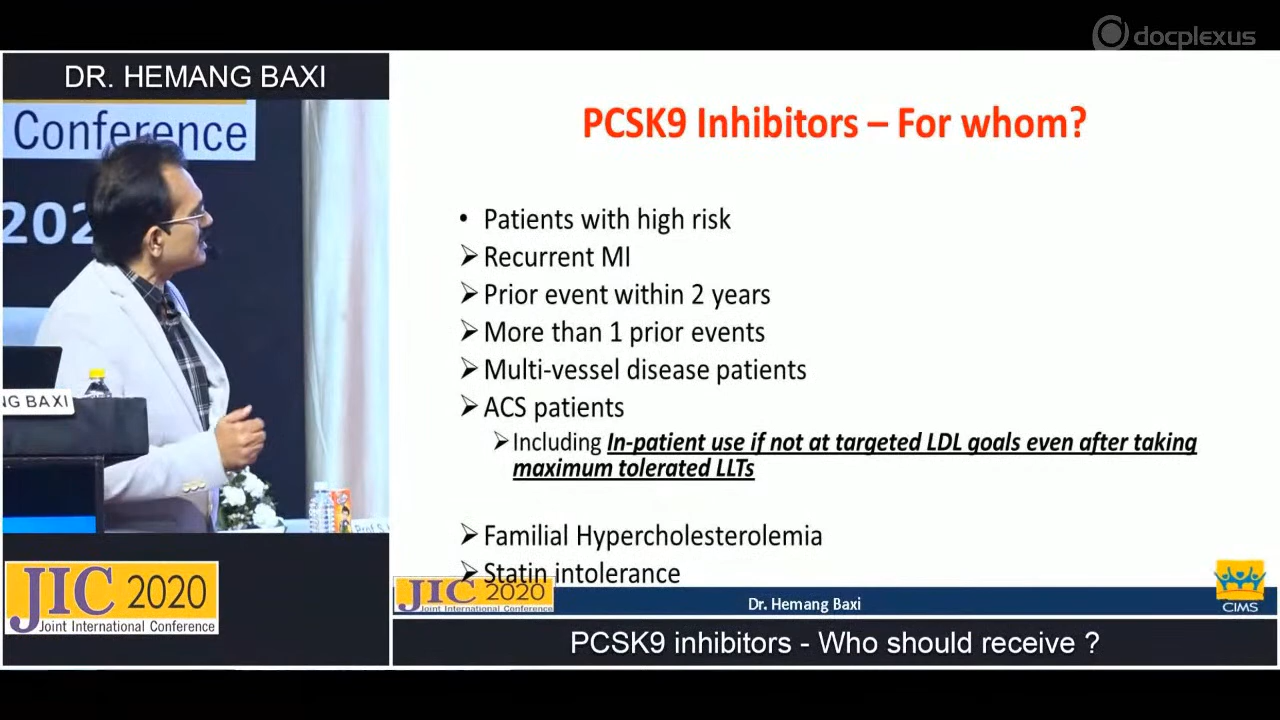 docplexus
DR. HEMANG BAXI
Conference
202
NG BAXI
JIC 2020
Joint International Conference
PCSK9 Inhibitors – For whom?
• Patients with high risk
➢ Recurrent MI
➢ Prior event within 2 years
➢ More than 1 prior events
➢ Multi-vessel disease patients
➢ ACS patients
➢ Including In-patient use if not at targeted LDL goals even after taking
maximum tolerated LLTs
➢ Familial Hypercholesterolemia
➢ Statin intolerance
JIC 2020
Joint International Conference
Dr. Hemang Baxi
CIMS
PCSK9 inhibitors - Who should receive ?